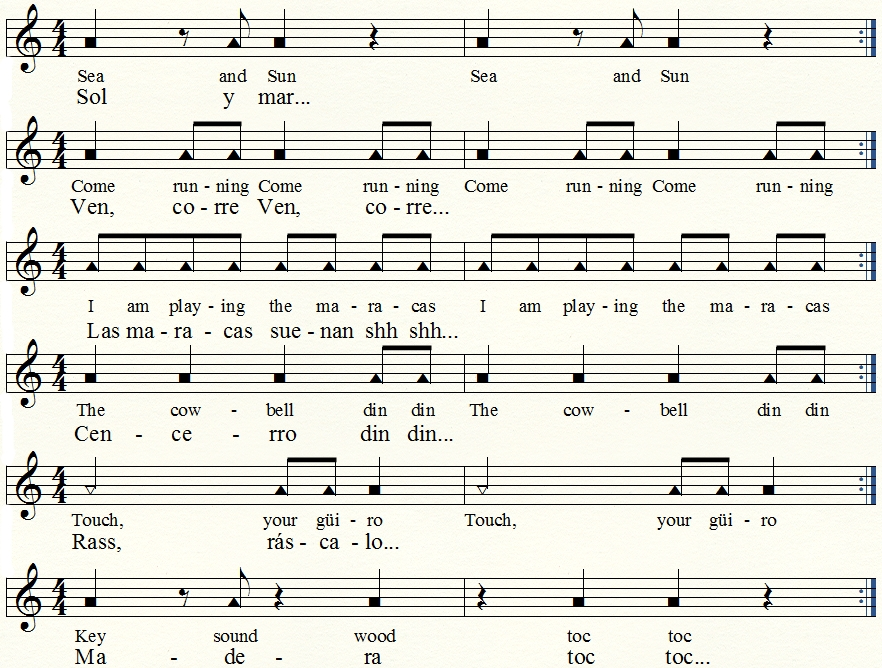 Sea and Sun Sea and Sun
Sol y mar...
Come run - ning Come run - ning Come run - ning Come run - ning
Ven, co - rre Ven, co - rre...
I am play - ing the ma - ra - cas I am play - ing the ma - ra - cas
Las ma - ra - cas sue - nan shh shh...
The cow - bell din din The cow - bell din din
Cen - ce - rro din din...
Touch, your güi - ro Touch, your güi - ro
Rass, rás - ca - lo...
Key sound wood toc toc
Ma - de - ra toc toc...